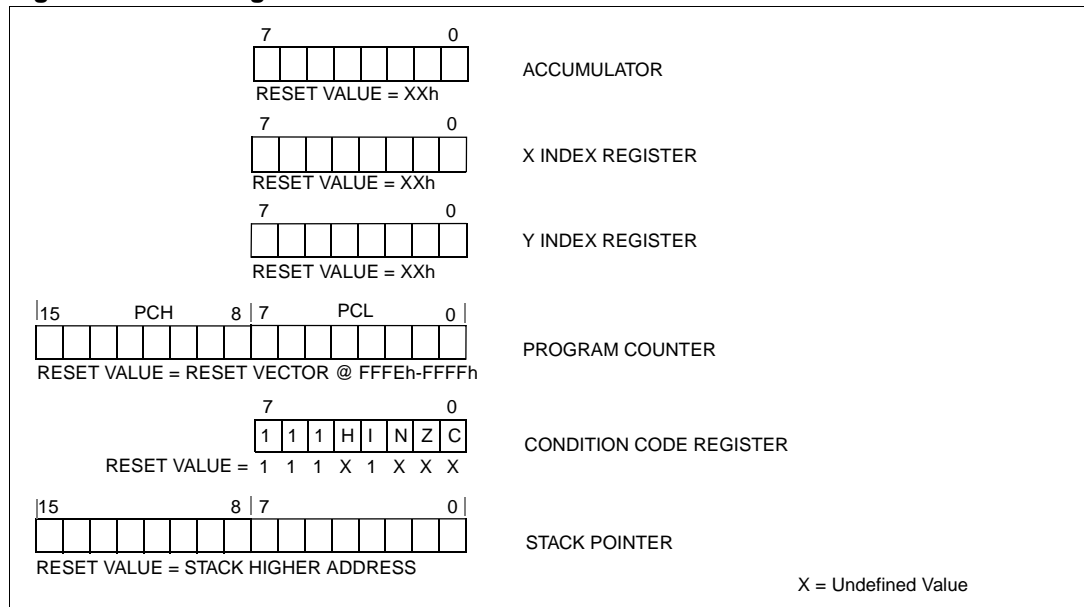 7 0
ACCUMULATOR
RESET VALUE = XXh
7 0
X INDEX REGISTER
RESET VALUE = XXh
7 0
Y INDEX REGISTER
RESET VALUE = XXh
15 PCH 8 7 PCL 0
PROGRAM COUNTER
RESET VALUE = RESET VECTOR @ FFFEh-FFFFh
7 0
1 1 1 H I N Z C
CONDITION CODE REGISTER
RESET VALUE = 1 1 1 X 1 X X X
15 8 7 0
STACK POINTER
RESET VALUE = STACK HIGHER ADDRESS
X = Undefined Value